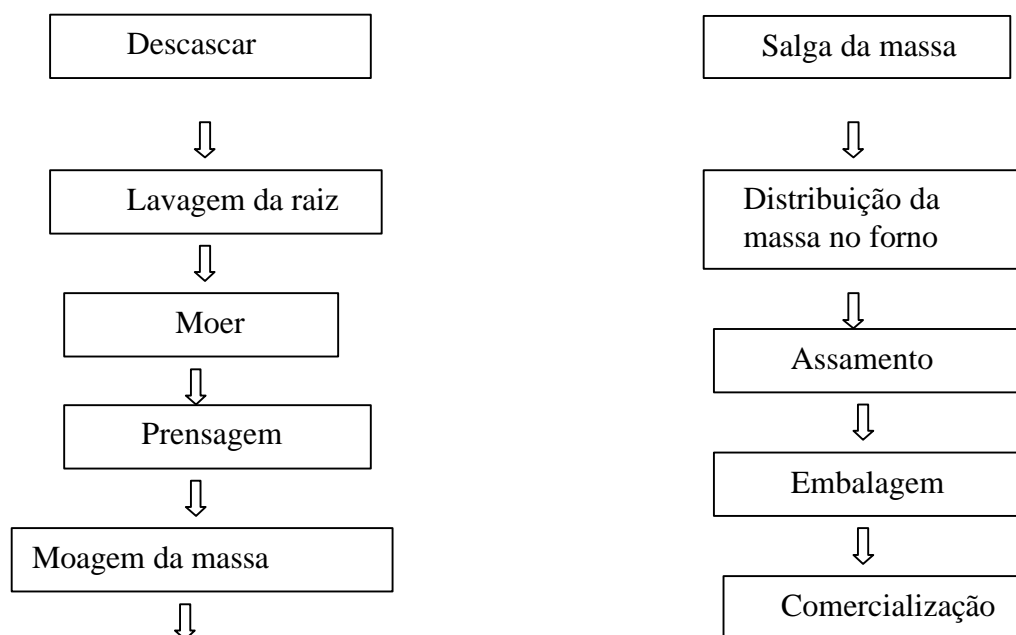 Descascar
Lavagem da raiz
Moer
Prensagem
Moagem da massa
Salga da massa
Distribuição da
massa no forno
Assamento
Embalagem
Comercialização